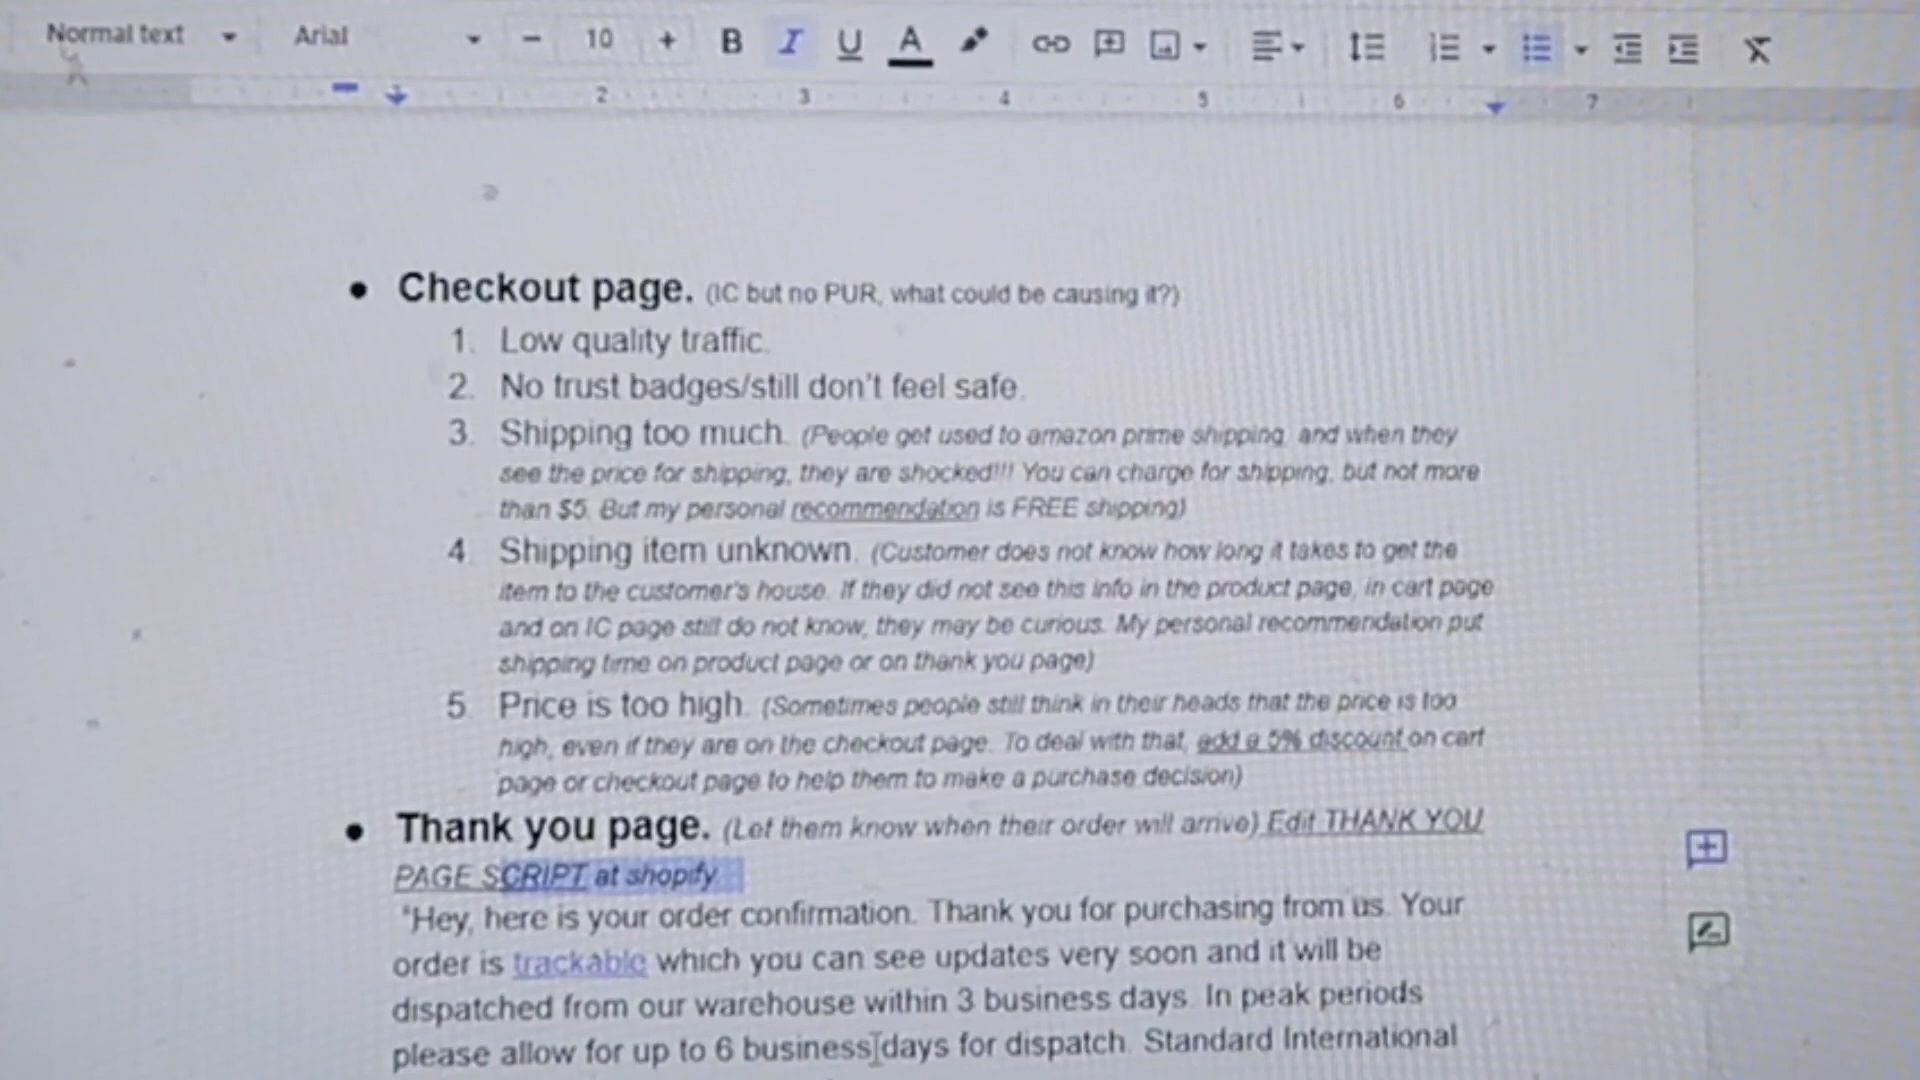 Normal text Arial − 10 + B I U A
2 3 4 5 6 7
● Checkout page. (IC but no PUR, what could be causing it?)
1. Low quality traffic.
2. No trust badges/still don't feel safe.
3. Shipping too much. (People get used to amazon prime shipping, and when they
see the price for shipping, they are shocked!!! You can charge for shipping, but not more
than $5. But my personal recommendation is FREE shipping)
4. Shipping item unknown. (Customer does not know how long it takes to get the
item to the customer's house. If they did not see this info in the product page, in cart page
and on IC page still do not know, they may be curious. My personal recommendation put
shipping time on product page or on thank you page)
5. Price is too high. (Sometimes people still think in their heads that the price is too
high, even if they are on the checkout page. To deal with that, add a 5% discount on cart
page or checkout page to help them to make a purchase decision)
● Thank you page. (Let them know when their order will arrive) Edit THANK YOU
PAGE SCRIPT at shopify.
"Hey, here is your order confirmation. Thank you for purchasing from us. Your
order is trackable which you can see updates very soon and it will be
dispatched from our warehouse within 3 business days. In peak periods
please allow for up to 6 business days for dispatch. Standard International